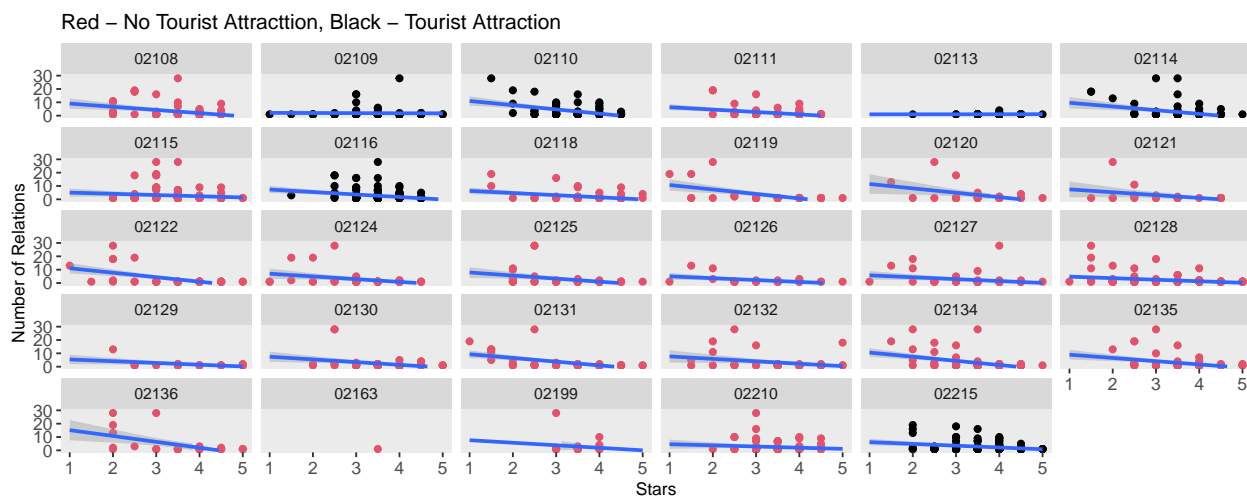 Red − No Tourist Attracttion, Black − Tourist Attraction
02108 02109 02110 02111 02113 02114
30
20
10
0
02115 02116 02118 02119 02120 02121
30
20
10
0
02122 02124 02125 02126 02127 02128
30
20
10
0
02129 02130 02131 02132 02134 02135
30
20
10
0
1 2 3 4 5
02136 02163 02199 02210 02215
30
20
10
0
1 2 3 4 5 1 2 3 4 5 1 2 3 4 5 1 2 3 4 5 1 2 3 4 5
Number of Relations
Stars